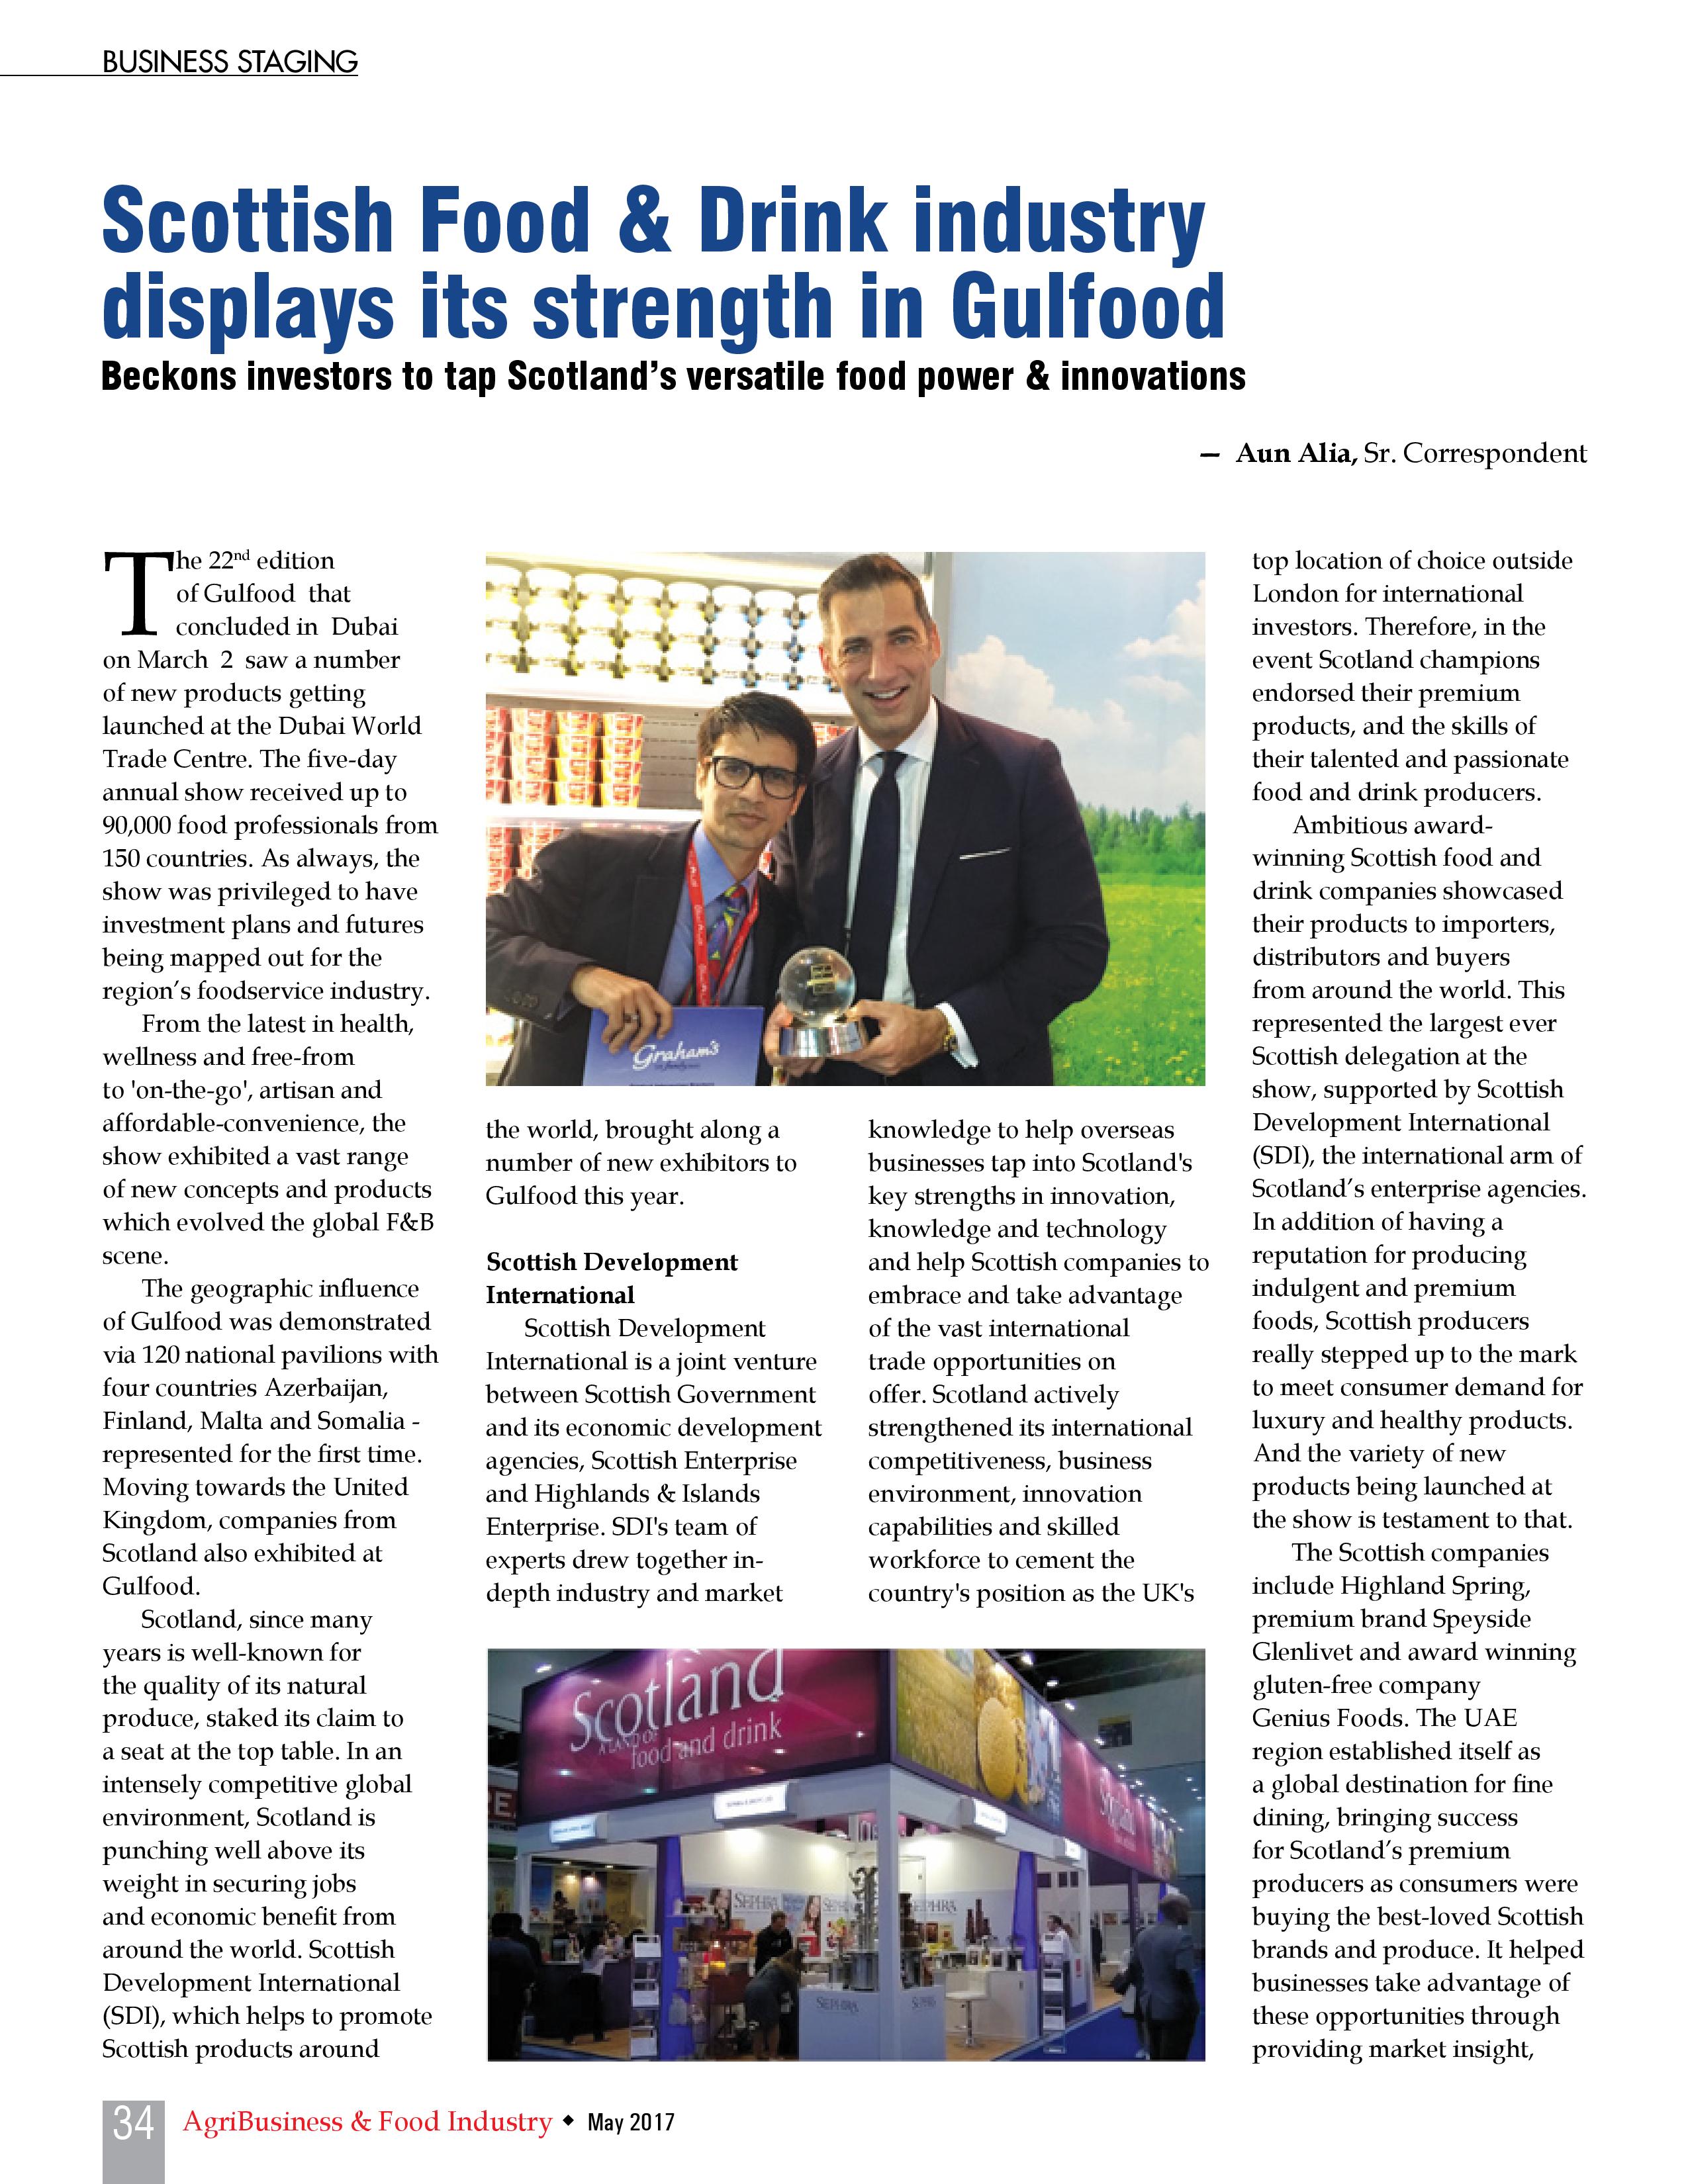 BUSINESS STAGING
Scottish Food & Drink industry
displays its strength in Gulfood
Beckons investors to tap Scotland’s versatile food power & innovations
— Aun Alia, Sr. Correspondent
The 22nd edition
of Gulfood that
concluded in Dubai
on March 2 saw a number
of new products getting
launched at the Dubai World
Trade Centre. The five-day
annual show received up to
90,000 food professionals from
150 countries. As always, the
show was privileged to have
investment plans and futures
being mapped out for the
region’s foodservice industry.
From the latest in health,
wellness and free-from
to 'on-the-go', artisan and
affordable-convenience, the
show exhibited a vast range
of new concepts and products
which evolved the global F&B
scene.
The geographic influence
of Gulfood was demonstrated
via 120 national pavilions with
four countries Azerbaijan,
Finland, Malta and Somalia -
represented for the first time.
Moving towards the United
Kingdom, companies from
Scotland also exhibited at
Gulfood.
Scotland, since many
years is well-known for
the quality of its natural
produce, staked its claim to
a seat at the top table. In an
intensely competitive global
environment, Scotland is
punching well above its
weight in securing jobs
and economic benefit from
around the world. Scottish
Development International
(SDI), which helps to promote
Scottish products around
Graham's
the world, brought along a
number of new exhibitors to
Gulfood this year.
Scottish Development
International
Scottish Development
International is a joint venture
between Scottish Government
and its economic development
agencies, Scottish Enterprise
and Highlands & Islands
Enterprise. SDI's team of
experts drew together in-
depth industry and market
knowledge to help overseas
businesses tap into Scotland's
key strengths in innovation,
knowledge and technology
and help Scottish companies to
embrace and take advantage
of the vast international
trade opportunities on
offer. Scotland actively
strengthened its international
competitiveness, business
environment, innovation
capabilities and skilled
workforce to cement the
country's position as the UK's
Scotland
A LAND OF
food and drink
Scotland
SEPHRA
SEPHRA
SEPHRA
SEPHRA
top location of choice outside
London for international
investors. Therefore, in the
event Scotland champions
endorsed their premium
products, and the skills of
their talented and passionate
food and drink producers.
Ambitious award-
winning Scottish food and
drink companies showcased
their products to importers,
distributors and buyers
from around the world. This
represented the largest ever
Scottish delegation at the
show, supported by Scottish
Development International
(SDI), the international arm of
Scotland’s enterprise agencies.
In addition of having a
reputation for producing
indulgent and premium
foods, Scottish producers
really stepped up to the mark
to meet consumer demand for
luxury and healthy products.
And the variety of new
products being launched at
the show is testament to that.
The Scottish companies
include Highland Spring,
premium brand Speyside
Glenlivet and award winning
gluten-free company
Genius Foods. The UAE
region established itself as
a global destination for fine
dining, bringing success
for Scotland’s premium
producers as consumers were
buying the best-loved Scottish
brands and produce. It helped
businesses take advantage of
these opportunities through
providing market insight,
34 AgriBusiness & Food Industry ◆ May 2017